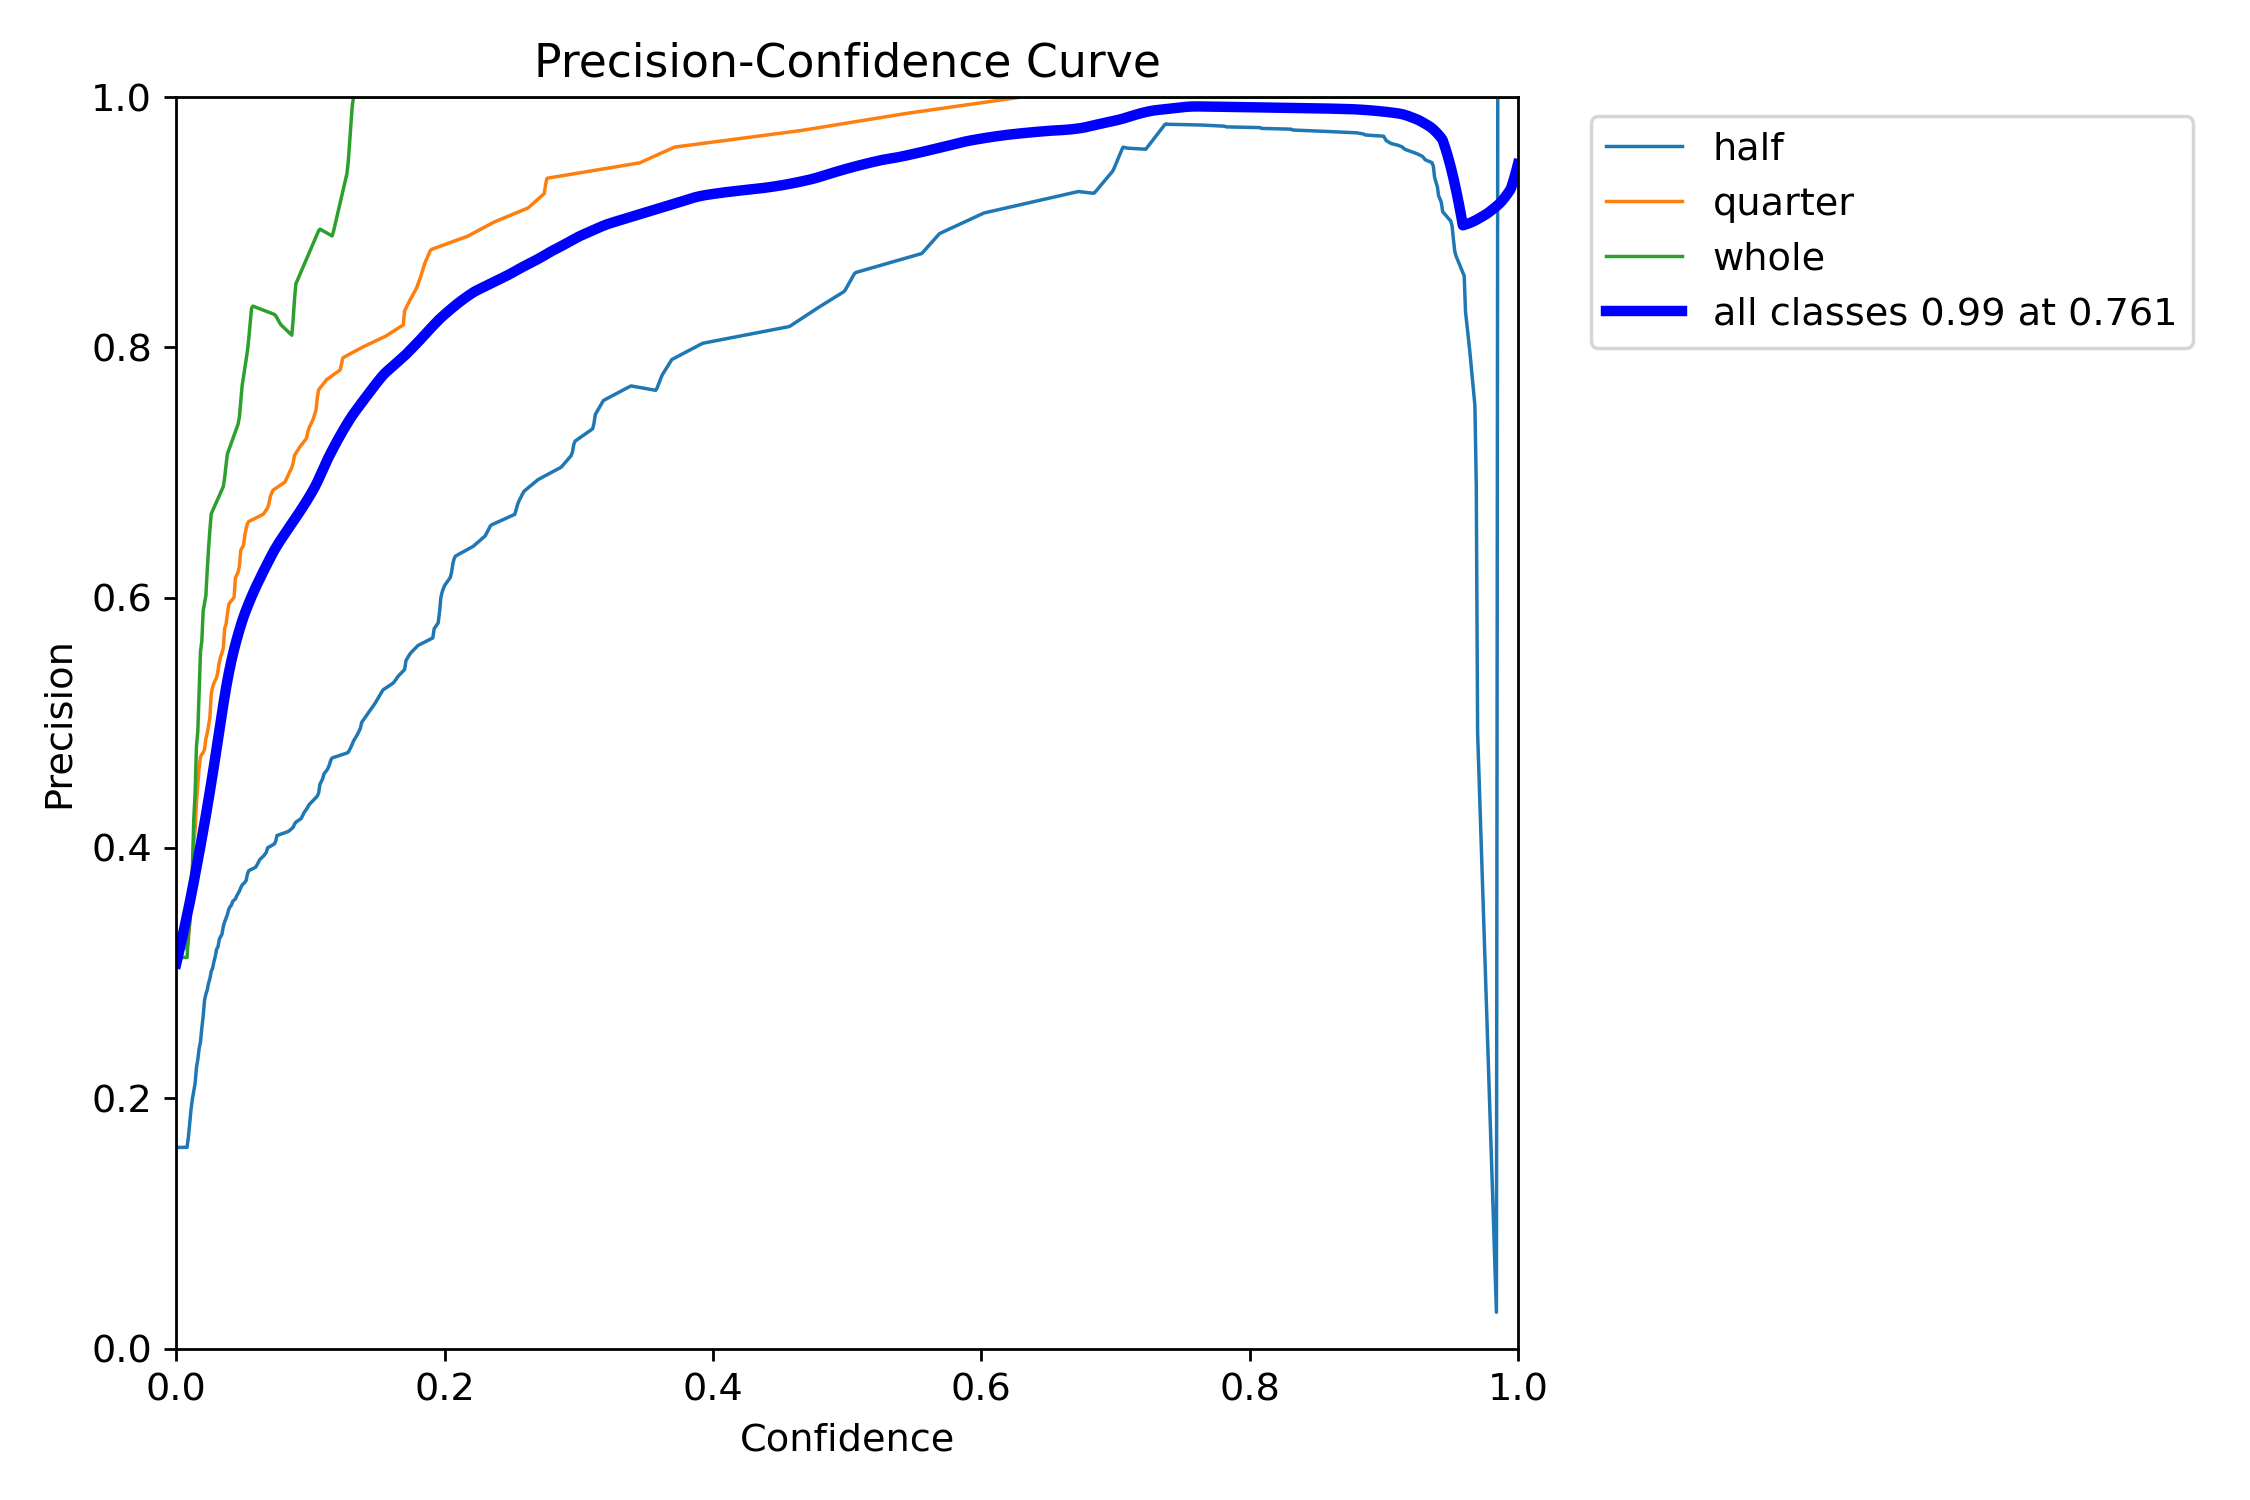 Precision-Confidence Curve
1.0
0.8
0.6
0.4
0.2
0.0
Precision
0.0 0.2 0.4 0.6 0.8 1.0
Confidence
half
quarter
whole
all classes 0.99 at 0.761